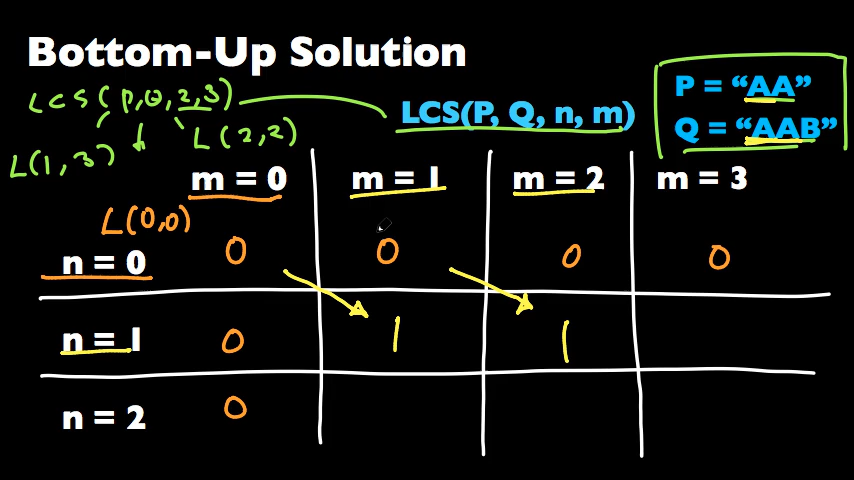 Bottom-Up Solution
LCS(P,Q,2,3)
L(1,3)
L(2,2)
LCS(P, Q, n, m)
P = “AA”
Q = “AAB”
m = 0 m = 1 m = 2 m = 3
L(0,0)
n = 0 0 0 0 0
n = 1 0 1 1
n = 2 0